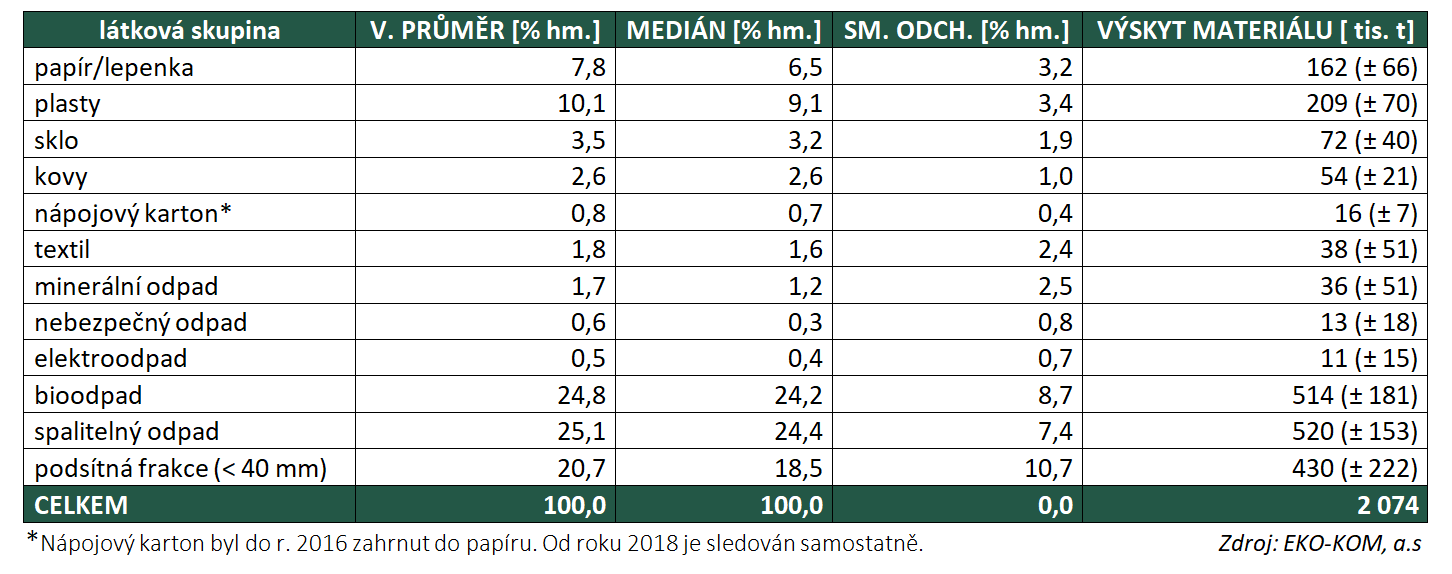 látková skupina V. PRŮMĚR [% hm.] MEDIÁN [% hm.] SM. ODCH. [% hm.] VÝSKYT MATERIÁLU [ tis. t]
papír/lepenka 7,8 6,5 3,2 162 (± 66)
plasty 10,1 9,1 3,4 209 (± 70)
sklo 3,5 3,2 1,9 72 (± 40)
kovy 2,6 2,6 1,0 54 (± 21)
nápojový karton* 0,8 0,7 0,4 16 (± 7)
textil 1,8 1,6 2,4 38 (± 51)
minerální odpad 1,7 1,2 2,5 36 (± 51)
nebezpečný odpad 0,6 0,3 0,8 13 (± 18)
elektroodpad 0,5 0,4 0,7 11 (± 15)
bioodpad 24,8 24,2 8,7 514 (± 181)
spalitelný odpad 25,1 24,4 7,4 520 (± 153)
podsítná frakce (< 40 mm) 20,7 18,5 10,7 430 (± 222)
CELKEM 100,0 100,0 0,0 2 074
*Nápojový karton byl do r. 2016 zahrnut do papíru. Od roku 2018 je sledován samostatně. Zdroj: EKO-KOM, a.s